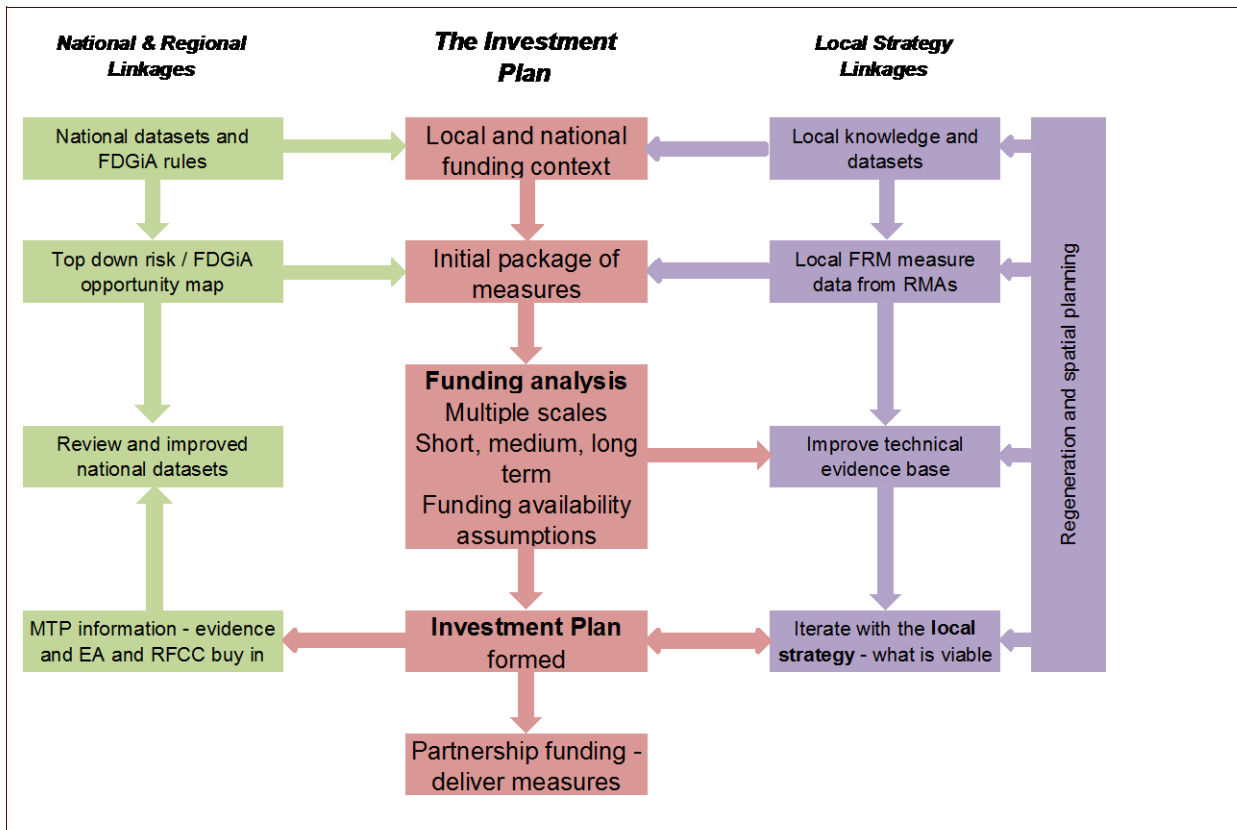 National & Regional
Linkages
The Investment
Plan
Local Strategy
Linkages
National datasets and
FDGiA rules
Local and national
funding context
Local knowledge and
datasets
Top down risk / FDGiA
opportunity map
Initial package of
measures
Local FRM measure
data from RMAs
Funding analysis
Multiple scales
Short, medium, long
term
Funding availability
assumptions
Review and improved
national datasets
Improve technical
evidence base
MTP information - evidence
and EA and RFCC buy in
Investment Plan
formed
Iterate with the local
strategy - what is viable
Partnership funding -
deliver measures
Regeneration and spatial planning